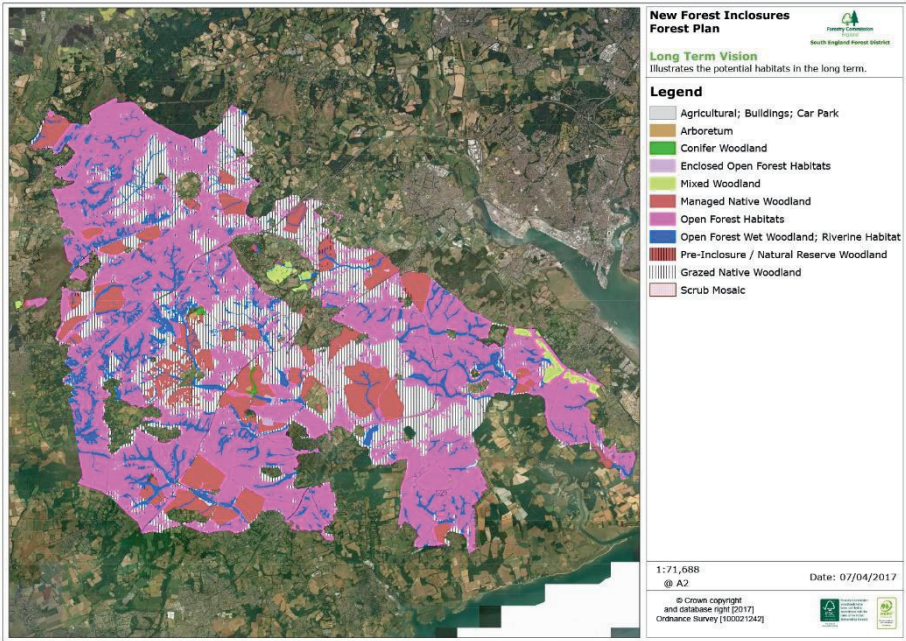 New Forest Inclosures
Forest Plan
Forestry Commission
England
South England Forest District
Long Term Vision
Illustrates the potential habitats in the long term.
Legend
Agricultural; Buildings; Car Park
Arboretum
Conifer Woodland
Enclosed Open Forest Habitats
Mixed Woodland
Managed Native Woodland
Open Forest Habitats
Open Forest Wet Woodland; Riverine Habitat
Pre-Inclosure / Natural Reserve Woodland
Grazed Native Woodland
Scrub Mosaic
1:71,688
@ A2
Date: 07/04/2017
© Crown copyright
and database right [2017]
Ordnance Survey [100021242]